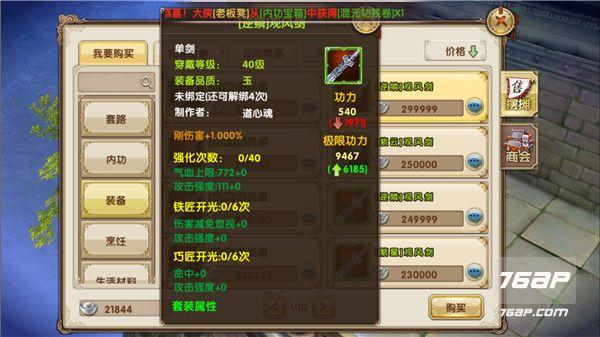 恭喜！大侠[老板凳]从[内功宝箱]中获得[混元功残卷]X1
[逆鳞]观风剑
我要购买
价格
单剑
穿戴等级： 40级
装备品质：玉
未绑定(还可解绑4次)
制作者： 道心魂
刚伤害+1.000%
强化次数： 0/40
气血上限:772+0
攻击强度:111+0
铁匠开光:0/6次
伤害减免忽视+0
攻击强度+0
巧匠开光:0/6次
命中+0
攻击强度+0
套装属性
功力
540
(1971)
极限功力
9467
(6185)
套路
内功
装备
烹饪
生活材料
[逆鳞]观风剑
299999
[紫云]观风剑
250000
[逆鳞]观风剑
249999
[繁星]观风剑
230000
摆摊
商会
21844
1/10
购买
76AP
76ap.com